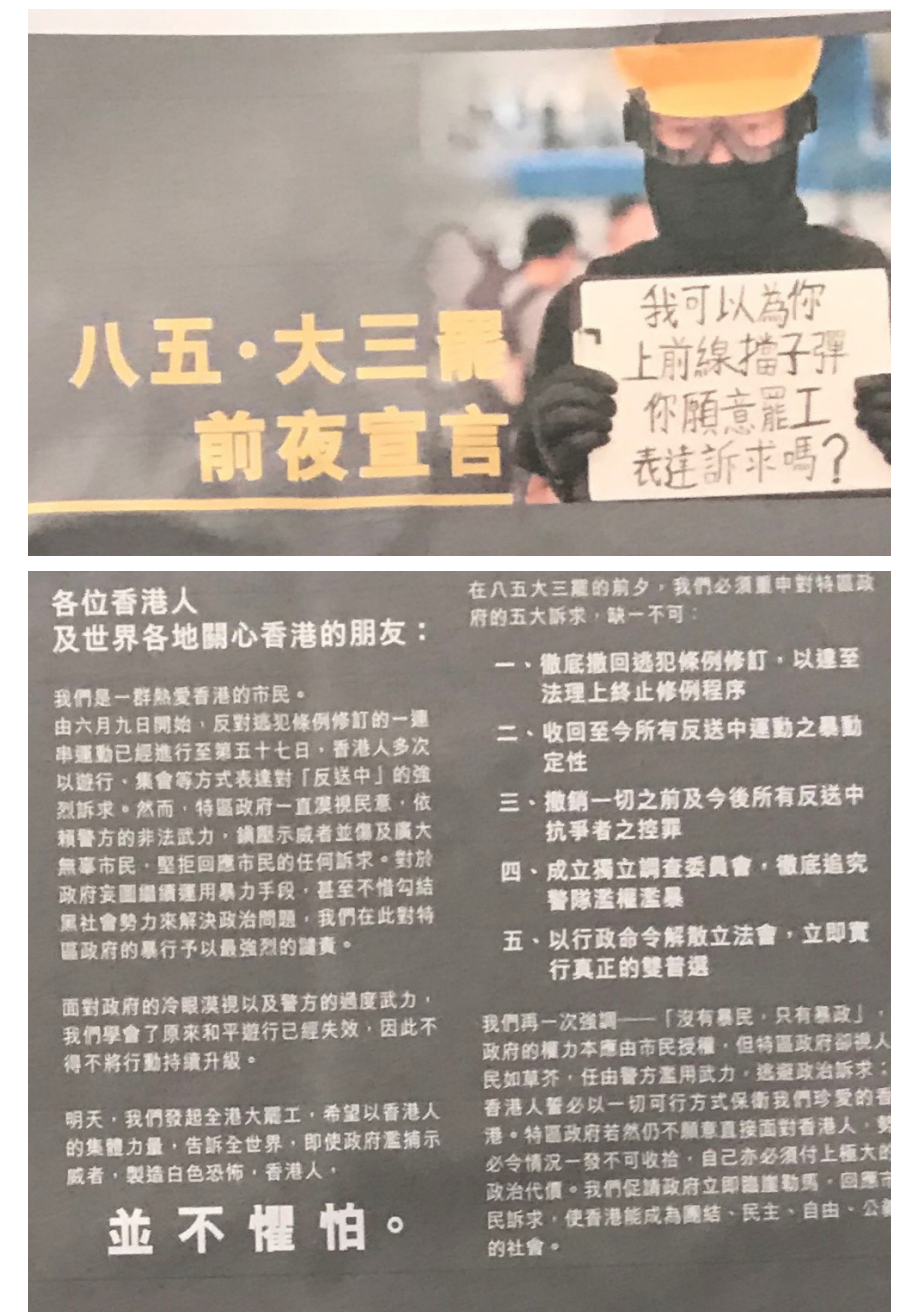 八五·大三罷
前夜宣言
我可以為你
上前線擋子彈
你願意罷工
表達訴求嗎?
各位香港人
及世界各地關心香港的朋友：
我們是一群熱愛香港的市民。
由六月九日開始，反對逃犯條例修訂的一連
串運動已經進行至第五十七日，香港人多次
以遊行、集會等方式表達對「反送中」的強
烈訴求。然而，特區政府一直漠視民意，依
賴警方的非法武力，鎮壓示威者並傷及廣大
無辜市民，堅拒回應市民的任何訴求。對於
政府妄圖繼續運用暴力手段，甚至不惜勾結
黑社會勢力來解決政治問題，我們在此對特
區政府的暴行予以最強烈的譴責。
面對政府的冷眼漠視以及警方的過度武力，
我們學會了原來和平遊行已經失效，因此不
得不將行動持續升級。
明天，我們發起全港大罷工，希望以香港人
的集體力量，告訴全世界，即使政府濫捕示
威者，製造白色恐怖，香港人，
並不懼怕。
在八五大三罷的前夕，我們必須重申對特區政
府的五大訴求，缺一不可：
一、徹底撤回逃犯條例修訂，以達至
法理上終止修例程序
二、收回至今所有反送中運動之暴動
定性
三、撤銷一切之前及今後所有反送中
抗爭者之控罪
四、成立獨立調查委員會，徹底追究
警隊濫權濫暴
五、以行政命令解散立法會，立即實
行真正的雙普選
我們再一次強調——「沒有暴民，只有暴政」，
政府的權力本應由市民授權，但特區政府卻視人
民如草芥，任由警方濫用武力，逃避政治訴求；
香港人誓必以一切可行方式保衛我們珍愛的香
港。特區政府若然仍不願意直接面對香港人，勢
必令情況一發不可收拾，自己亦必須付上極大的
政治代價。我們促請政府立即臨崖勒馬，回應市
民訴求，使香港能成為團結、民主、自由、公義
的社會。